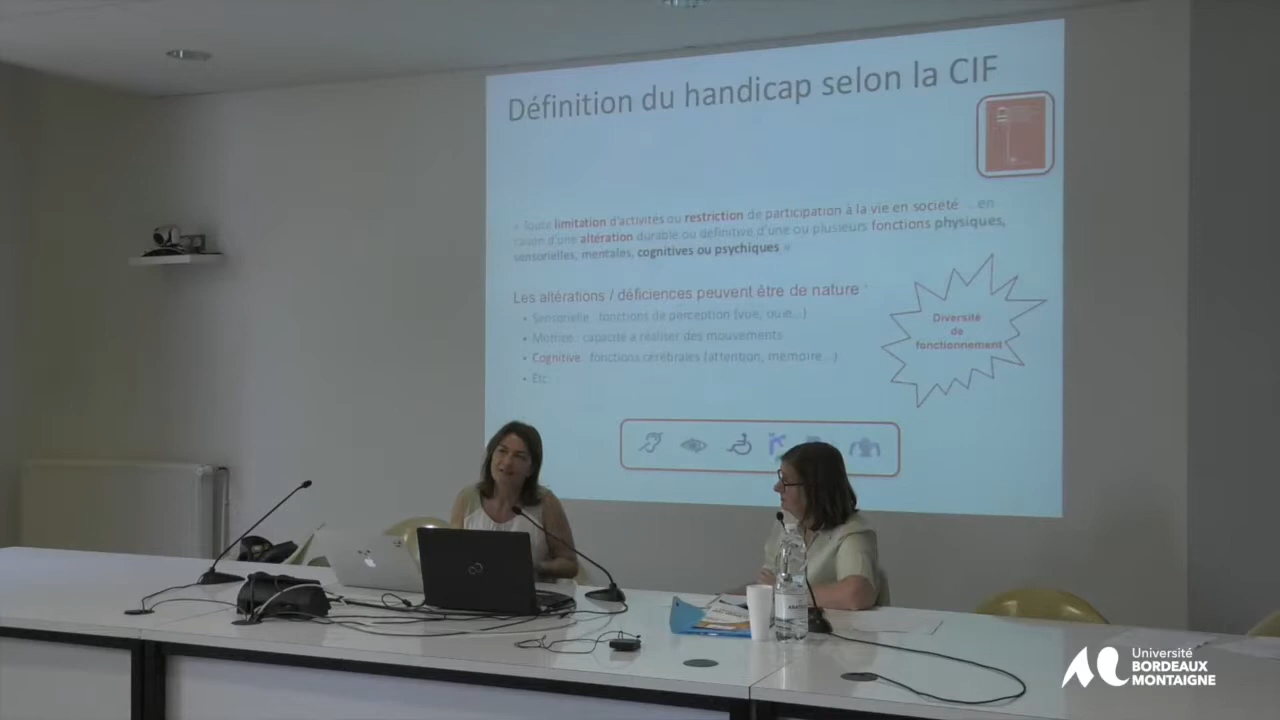 Définition du handicap selon la CIF
« Toute limitation d'activités ou restriction de participation à la vie en société ... en
raison d'une altération durable ou définitive d'une ou plusieurs fonctions physiques,
sensorielles, mentales, cognitives ou psychiques »
Les altérations / déficiences peuvent être de nature :
• Sensorielle : fonctions de perception (vue, ouïe...)
• Motrice : capacité à réaliser des mouvements
• Cognitive : fonctions cérébrales (attention, mémoire...)
• Etc
Diversité
de
fonctionnement
Université
BORDEAUX
MONTAIGNE